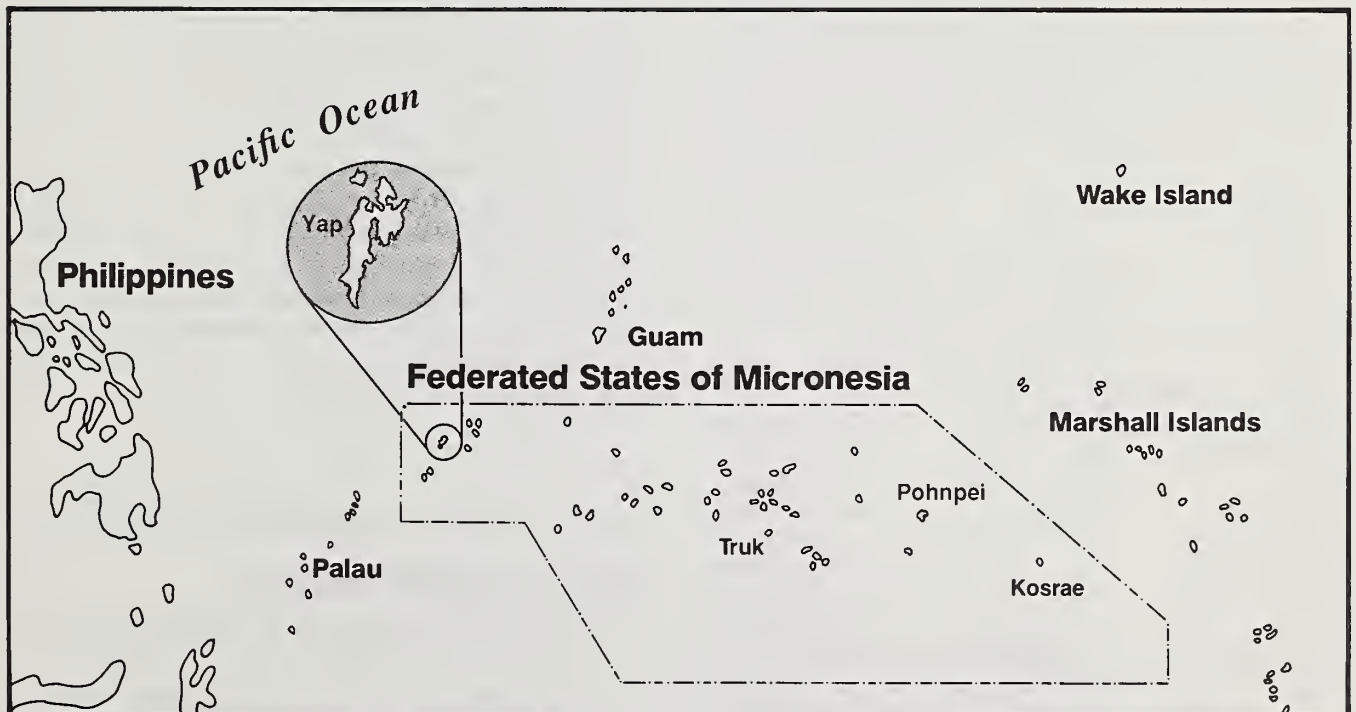 Pacific Ocean
Wake Island
Yap
Philippines
Guam
Federated States of Micronesia
Marshall Islands
Pohnpei
Truk
Palau
Kosrae